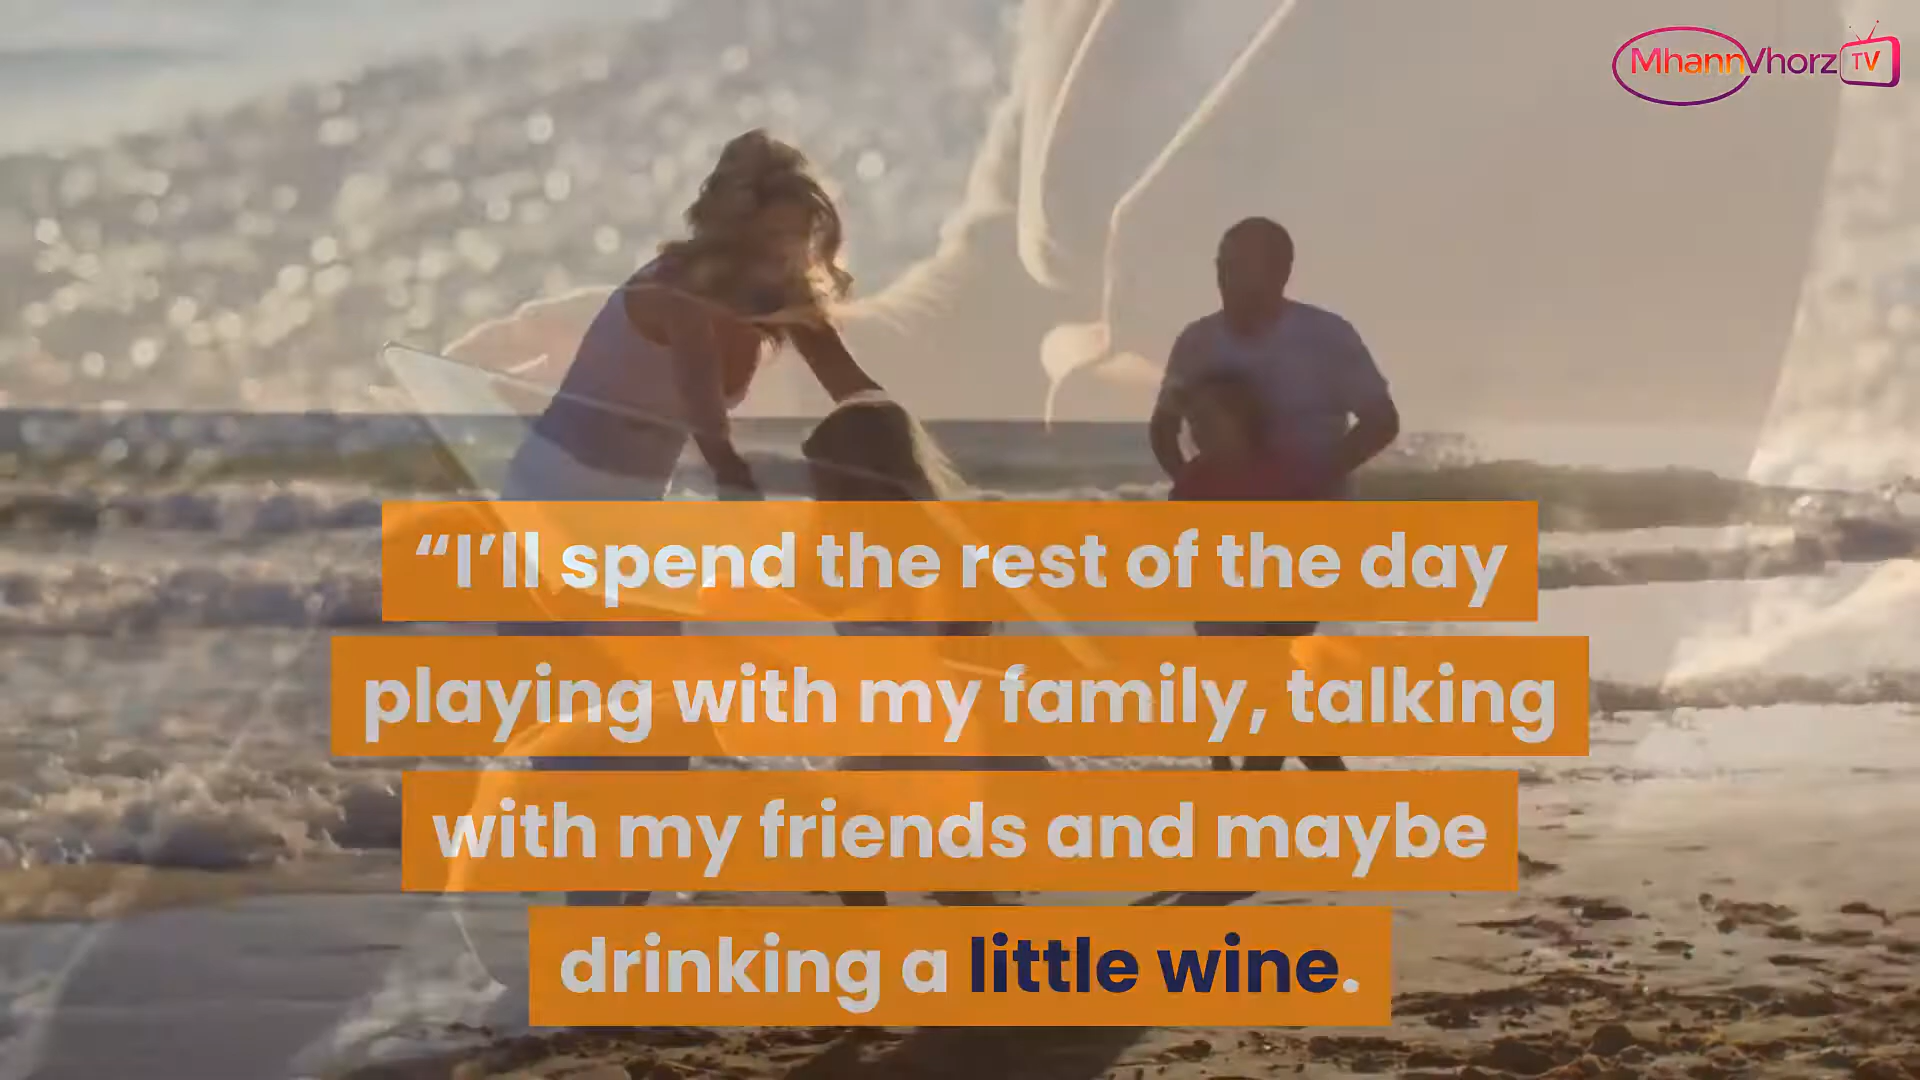 MhannVhorz TV
“I’ll spend the rest of the day
playing with my family, talking
with my friends and maybe
drinking a little wine.